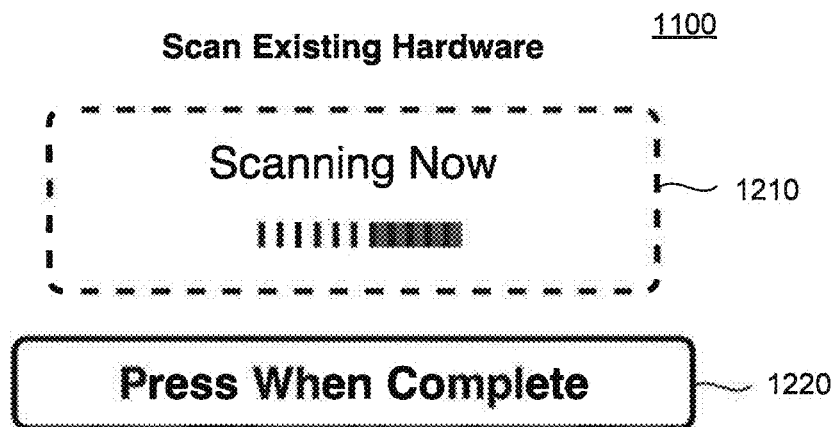 1100
Scan Existing Hardware
Scanning Now
1210
Press When Complete
1220